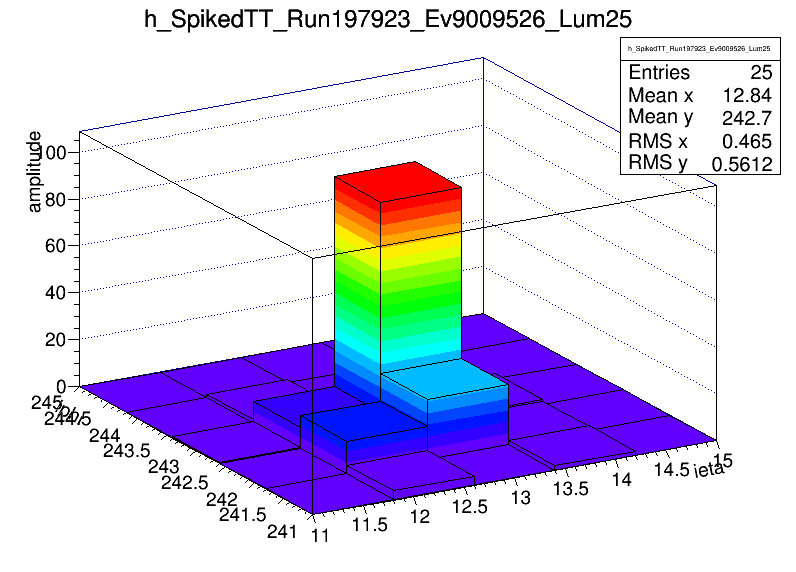 h_SpikedTT_Run197923_Ev9009526_Lum25
h_SpikedTT_Run197923_Ev9009526_Lum25
Entries 25
Mean x 12.84
Mean y 242.7
RMS x 0.465
RMS y 0.5612
amplitude
00
80
60
40
20
0
245
244.5
244
243.5
243
242.5
242
241.5
241
11
11.5
12
12.5
13
13.5
14
14.5
15
ieta